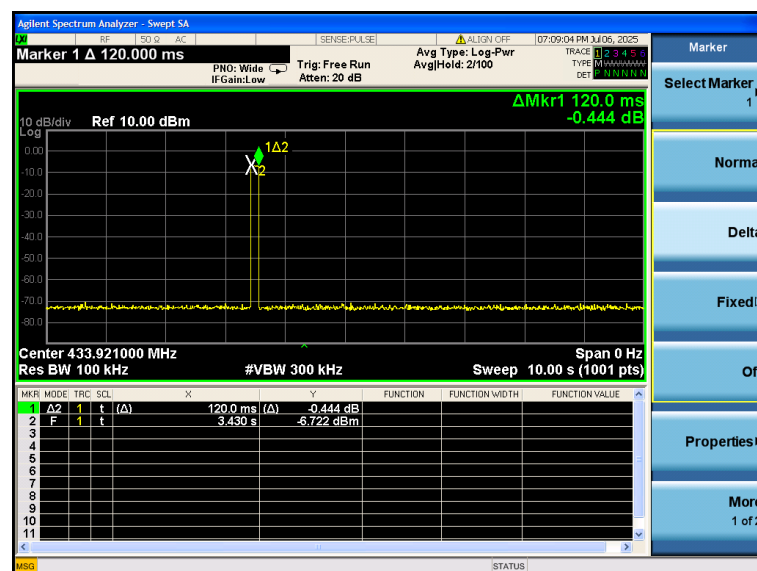 Agilent Spectrum Analyzer - Swept SA
RF 50 Ω AC SENSE:PULSE ALIGN OFF 07:09:04 PM Jul 06, 2025
Marker 1 Δ 120.000 ms
PNO: Wide Trig: Free Run Avg Type: Log-Pwr TRACE 1 2 3 4 5 6
IFGain:Low Atten: 20 dB Avg|Hold: 2/100 TYPE M
DET P N N N N N
ΔMkr1 120.0 ms
-0.444 dB
10 dB/div Ref 10.00 dBm
Log
0.00
1Δ2
-10.0
-20.0
-30.0
-40.0
-50.0
-60.0
-70.0
-80.0
Center 433.921000 MHz Span 0 Hz
Res BW 100 kHz #VBW 300 kHz Sweep 10.00 s (1001 pts)
MKR MODE TRC SCL X Y FUNCTION FUNCTION WIDTH FUNCTION VALUE
1 Δ2 1 t (Δ) 120.0 ms (Δ) -0.444 dB
2 F 1 t 3.430 s -6.722 dBm
3
4
5
6
7
8
9
10
11
MSG STATUS
Marker
Select Marker
1
Norma
Delta
Fixed
Of
Properties
More
1 of 2